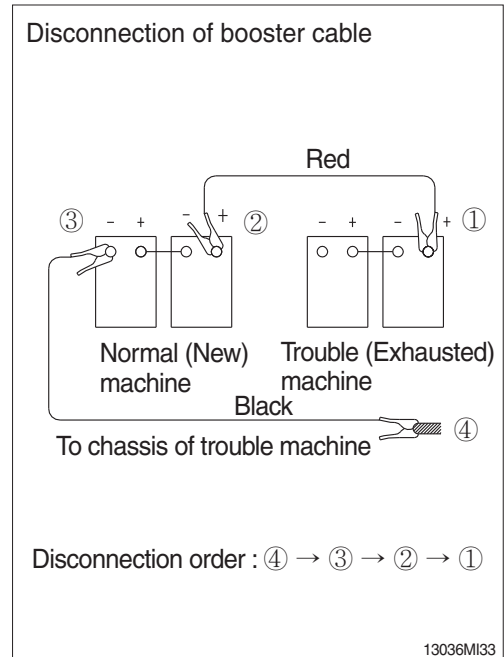 Disconnection of booster cable
Red
③ - + - + ② - + - + ①
Normal (New)
machine
Trouble (Exhausted)
machine
Black
④
To chassis of trouble machine
Disconnection order : ④ → ③ → ② → ①
13036MI33